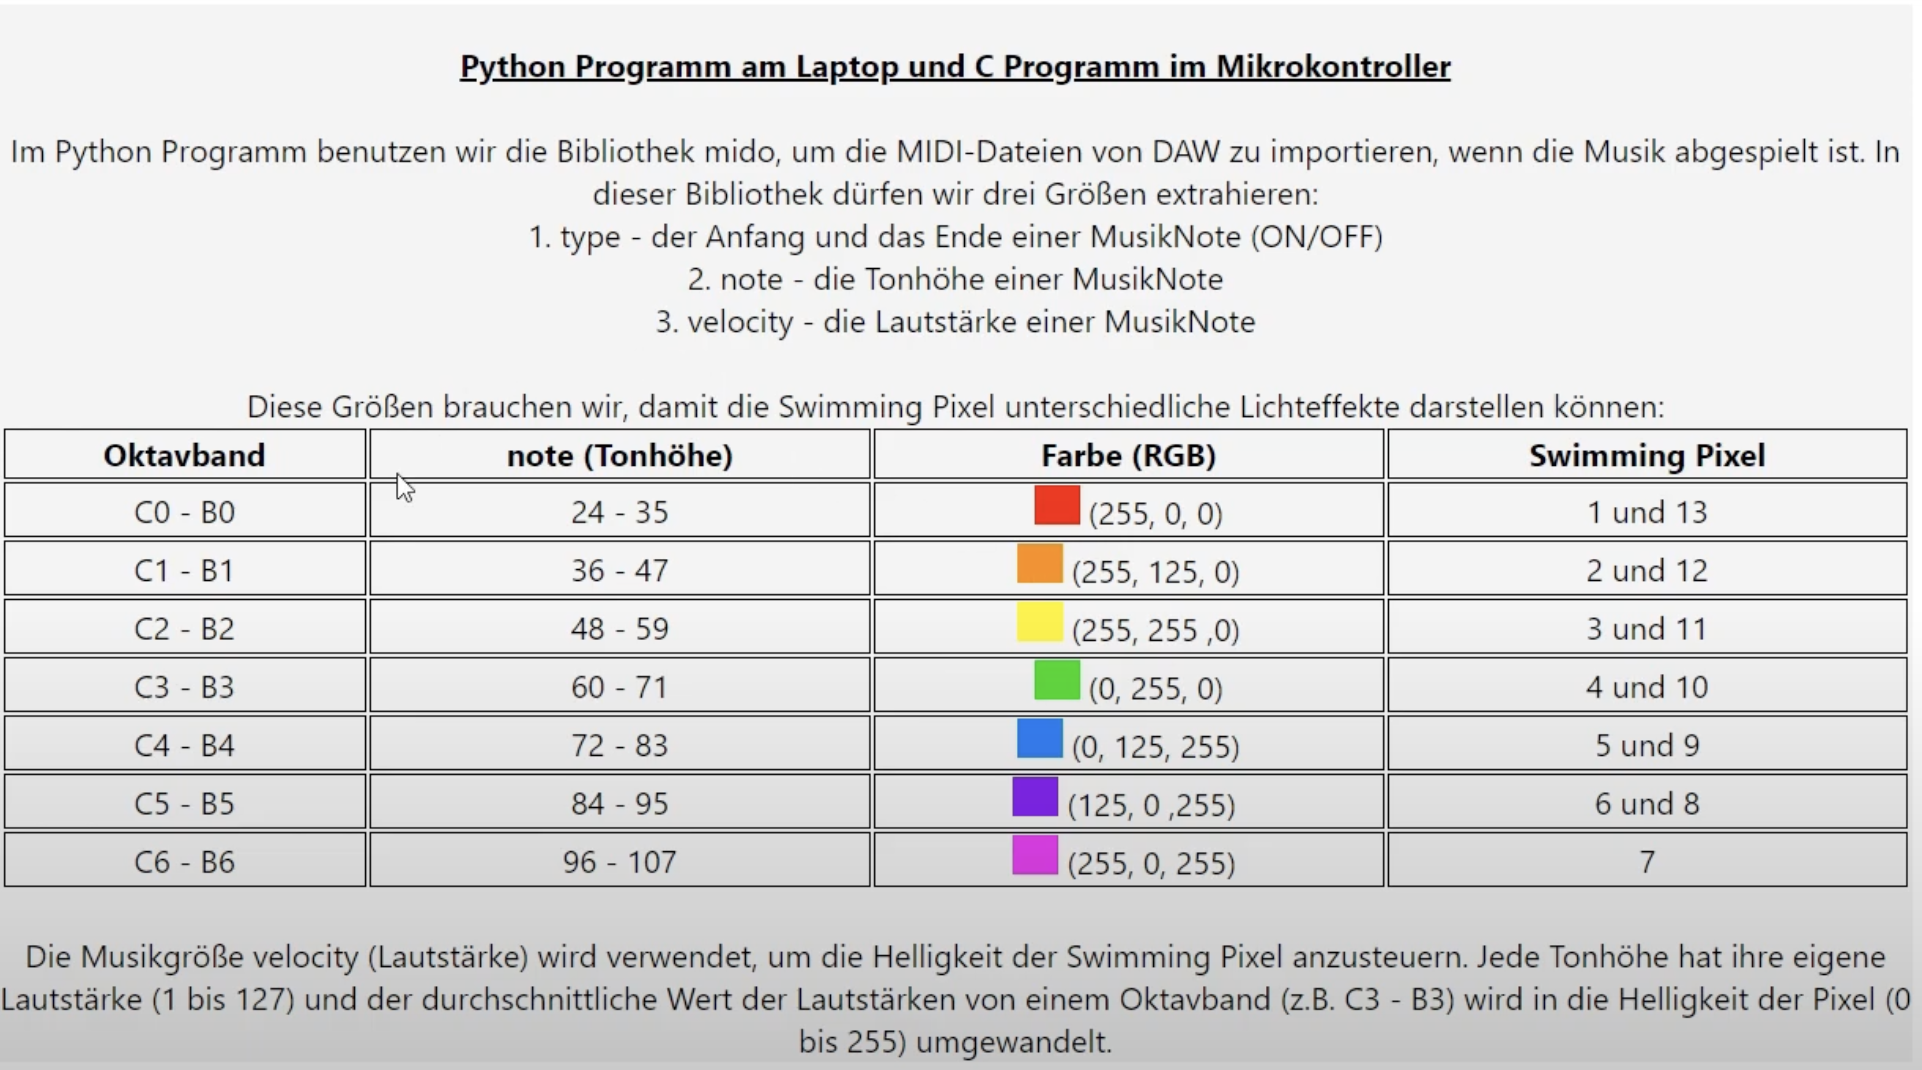 Python Programm am Laptop und C Programm im Mikrokontroller
Im Python Programm benutzen wir die Bibliothek mido, um die MIDI-Dateien von DAW zu importieren, wenn die Musik abgespielt ist. In
dieser Bibliothek dürfen wir drei Größen extrahieren:
1. type - der Anfang und das Ende einer MusikNote (ON/OFF)
2. note - die Tonhöhe einer MusikNote
3. velocity - die Lautstärke einer MusikNote
Diese Größen brauchen wir, damit die Swimming Pixel unterschiedliche Lichteffekte darstellen können:
Oktavband note (Tonhöhe) Farbe (RGB) Swimming Pixel
C0 - B0 24 - 35 (255, 0, 0) 1 und 13
C1 - B1 36 - 47 (255, 125, 0) 2 und 12
C2 - B2 48 - 59 (255, 255 ,0) 3 und 11
C3 - B3 60 - 71 (0, 255, 0) 4 und 10
C4 - B4 72 - 83 (0, 125, 255) 5 und 9
C5 - B5 84 - 95 (125, 0 ,255) 6 und 8
C6 - B6 96 - 107 (255, 0, 255) 7
Die Musikgröße velocity (Lautstärke) wird verwendet, um die Helligkeit der Swimming Pixel anzusteuern. Jede Tonhöhe hat ihre eigene
Lautstärke (1 bis 127) und der durchschnittliche Wert der Lautstärken von einem Oktavband (z.B. C3 - B3) wird in die Helligkeit der Pixel (0
bis 255) umgewandelt.